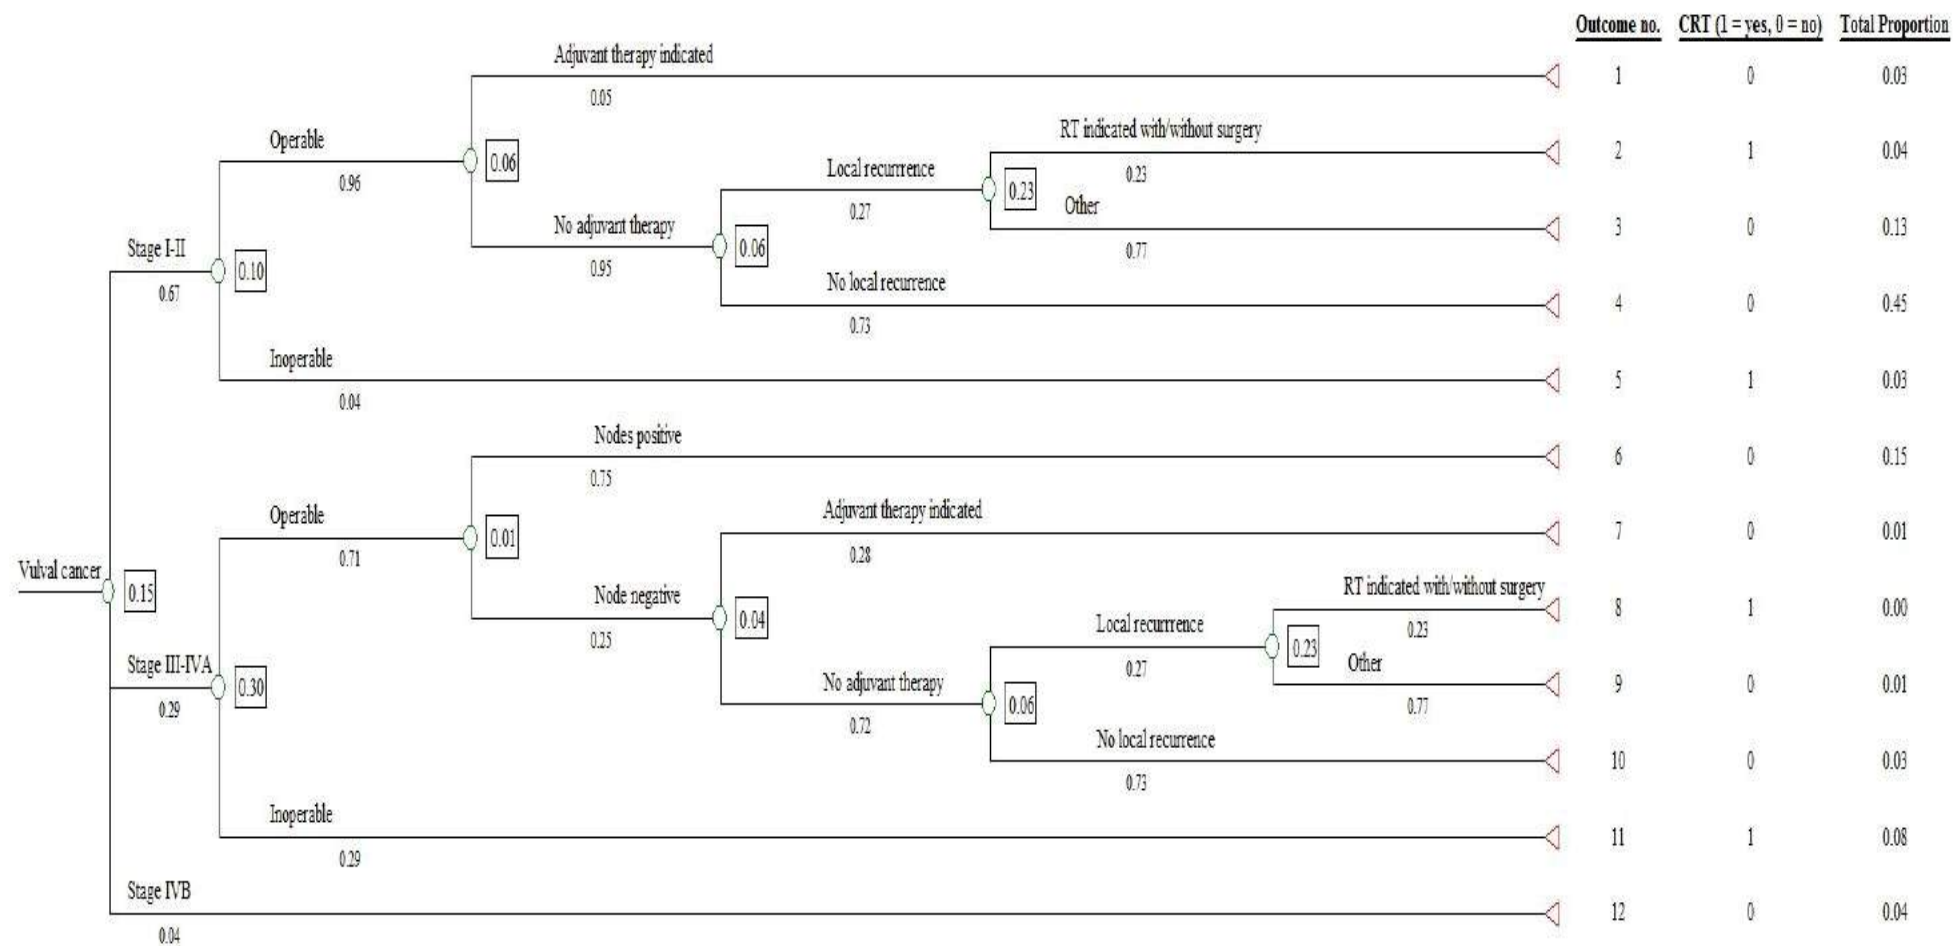 Outcome no. CRT (1 = yes, 0 = no) Total Proportion
Adjuvant therapy indicated
0.05
1 0 0.03
RT indicated with/without surgery
0.23
2 1 0.04
Operable
0.96
0.06
Local recurrrence
0.27
0.23
Other
0.77
3 0 0.13
No adjuvant therapy
0.95
0.06
Stage I-II
0.67
0.10
No local recurrence
0.73
4 0 0.45
Inoperable
0.04
5 1 0.03
Nodes positive
0.75
6 0 0.15
Operable
0.71
0.01
Adjuvant therapy indicated
0.28
7 0 0.01
Vulval cancer
0.15
Node negative
0.25
0.04
RT indicated with/without surgery
0.23
8 1 0.00
Local recurrrence
0.27
0.23
Other
0.77
9 0 0.01
Stage III-IVA
0.29
0.30
No adjuvant therapy
0.72
0.06
No local recurrence
0.73
10 0 0.03
Inoperable
0.29
11 1 0.08
Stage IVB
0.04
12 0 0.04